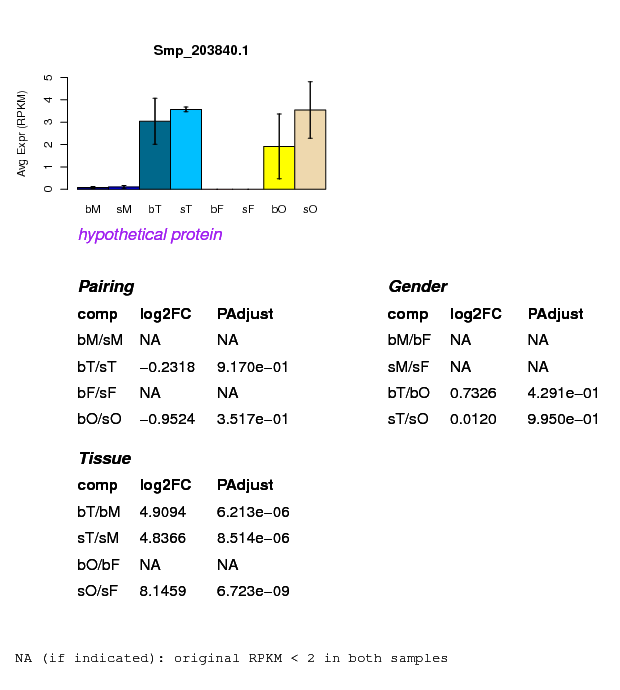 Smp_203840.1
Avg Expr (RPKM)
0 1 2 3 4 5
bM sM bT sT bF sF bO sO
hypothetical protein
Pairing
comp log2FC PAdjust
bM/sM NA NA
bT/sT −0.2318 9.170e−01
bF/sF NA NA
bO/sO −0.9524 3.517e−01
Gender
comp log2FC PAdjust
bM/bF NA NA
sM/sF NA NA
bT/bO 0.7326 4.291e−01
sT/sO 0.0120 9.950e−01
Tissue
comp log2FC PAdjust
bT/bM 4.9094 6.213e−06
sT/sM 4.8366 8.514e−06
bO/bF NA NA
sO/sF 8.1459 6.723e−09
NA (if indicated): original RPKM < 2 in both samples